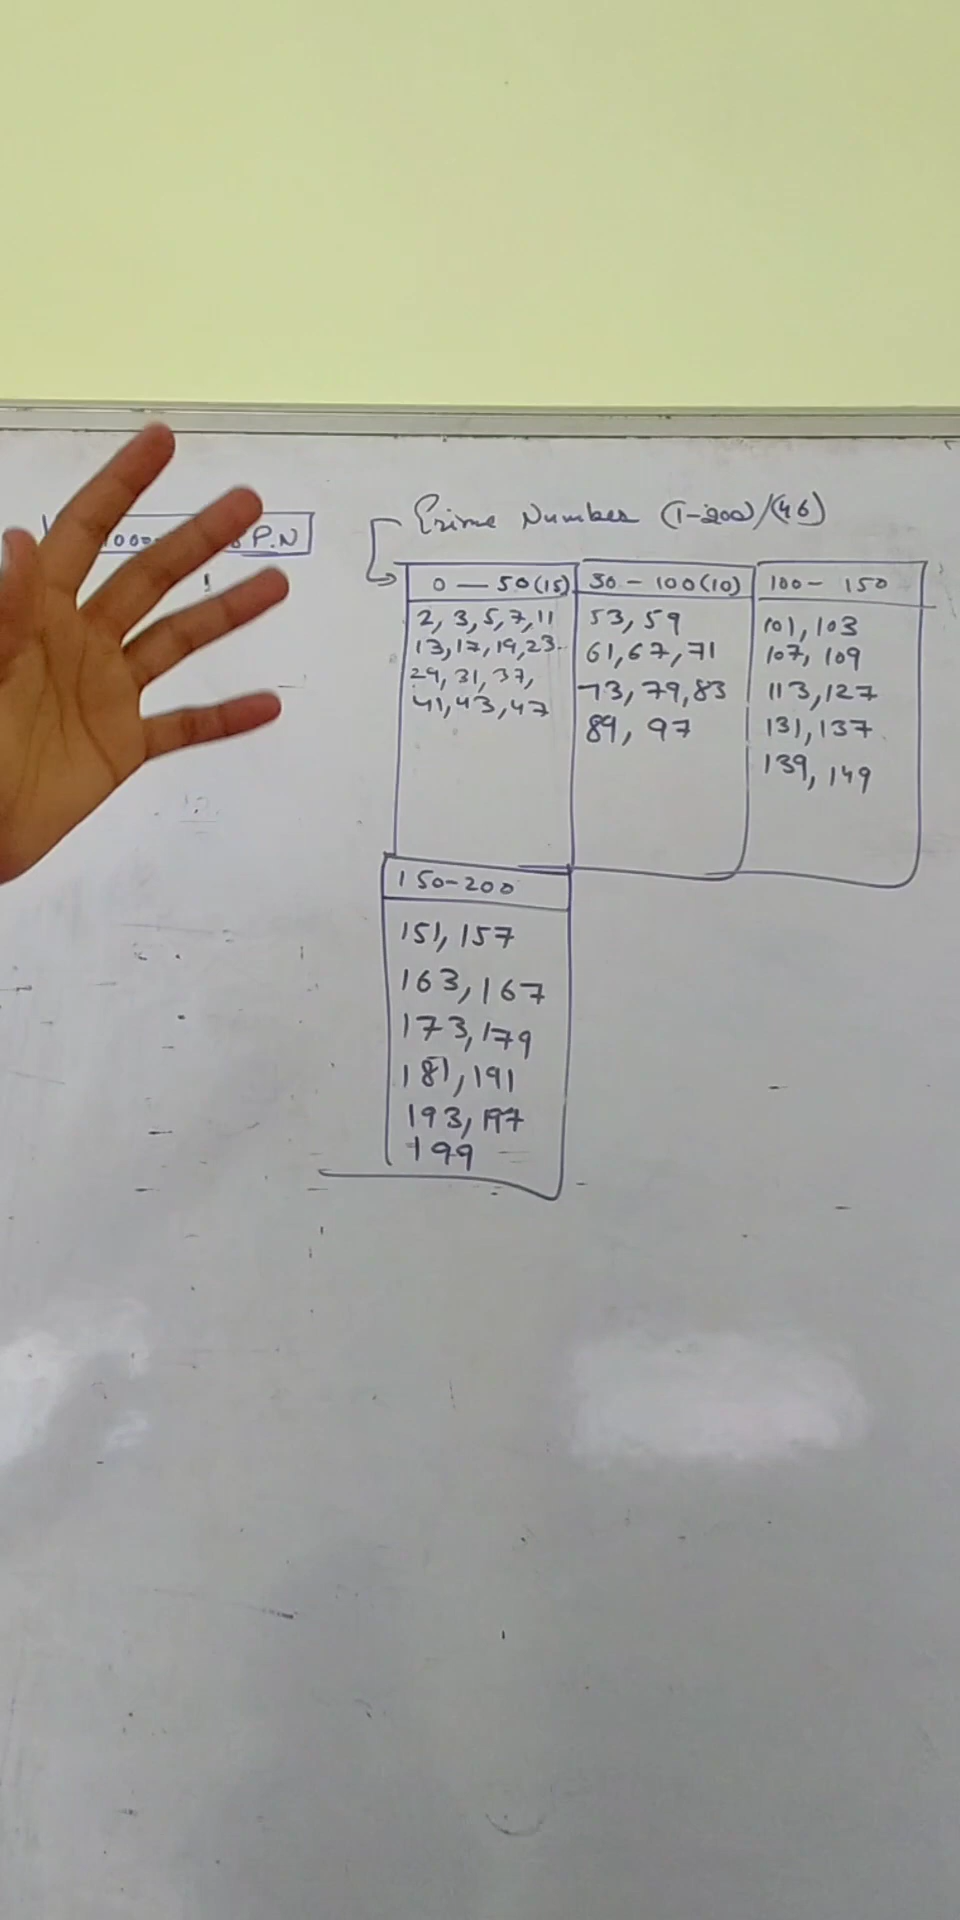 Prime Number (1-200)/(46)
1000 P.N
0 — 50(15)
2, 3, 5, 7, 11
13, 17, 19, 23
29, 31, 37,
41, 43, 47
50 - 100(10)
53, 59
61, 67, 71
73, 79, 83
89, 97
100 - 150
101, 103
107, 109
113, 127
131, 137
139, 149
150-200
151, 157
163, 167
173, 179
181, 191
193, 197
199